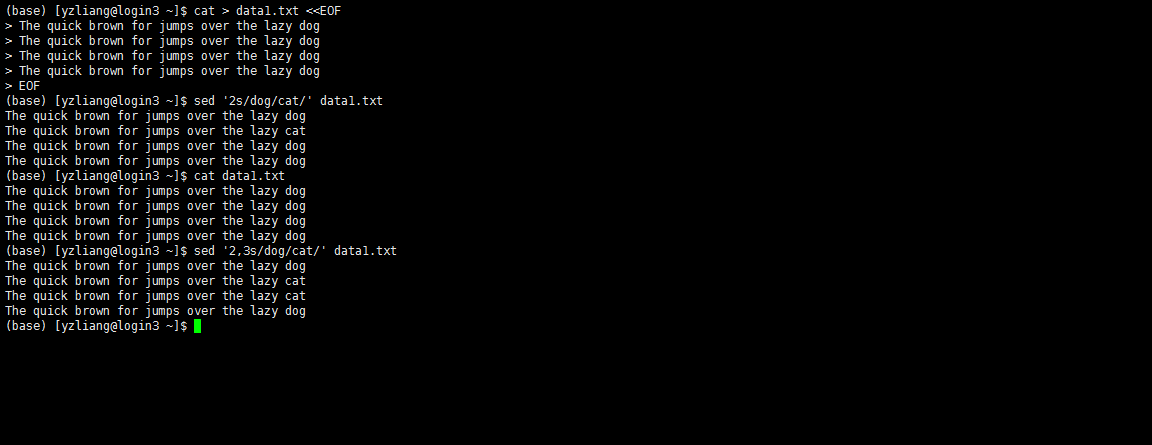 (base) [yzliang@login3 ~]$ cat > data1.txt <<EOF
> The quick brown for jumps over the lazy dog
> The quick brown for jumps over the lazy dog
> The quick brown for jumps over the lazy dog
> The quick brown for jumps over the lazy dog
> EOF
(base) [yzliang@login3 ~]$ sed '2s/dog/cat/' data1.txt
The quick brown for jumps over the lazy dog
The quick brown for jumps over the lazy cat
The quick brown for jumps over the lazy dog
The quick brown for jumps over the lazy dog
(base) [yzliang@login3 ~]$ cat data1.txt
The quick brown for jumps over the lazy dog
The quick brown for jumps over the lazy dog
The quick brown for jumps over the lazy dog
The quick brown for jumps over the lazy dog
(base) [yzliang@login3 ~]$ sed '2,3s/dog/cat/' data1.txt
The quick brown for jumps over the lazy dog
The quick brown for jumps over the lazy cat
The quick brown for jumps over the lazy cat
The quick brown for jumps over the lazy dog
(base) [yzliang@login3 ~]$